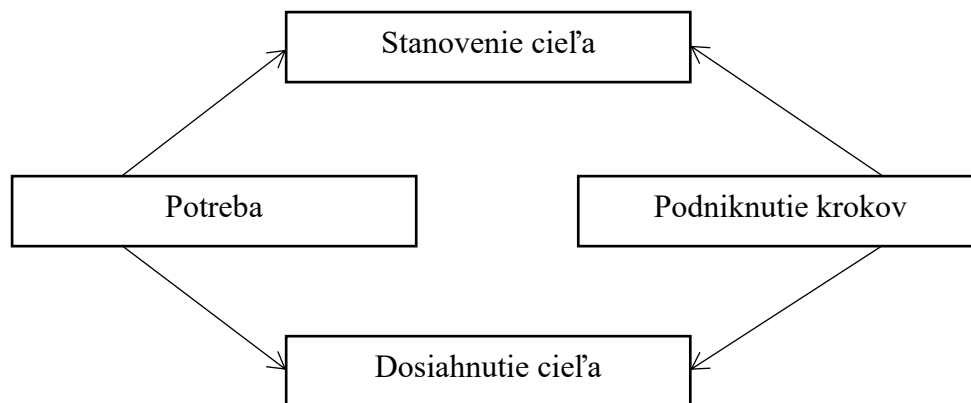 Stanovenie cieľa
Potreba
Podniknutie krokov
Dosiahnutie cieľa